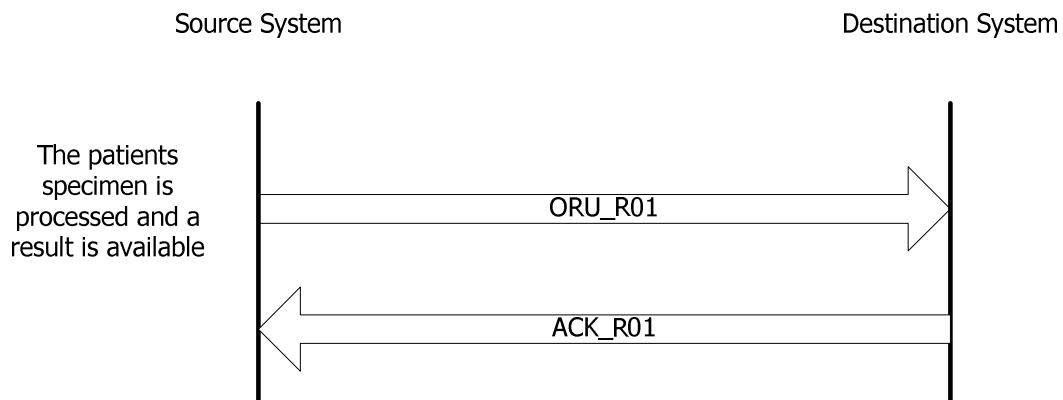 Source System
Destination System
The patients
specimen is
processed and a
result is available
ORU_R01
ACK_R01